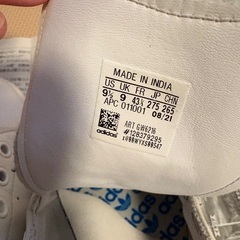 MADE IN INDIA
US UK FR JP CHN
9½ 9 43⅓ 275 265
APC 011001 08/21
ART GW6216
#128379295
adidas